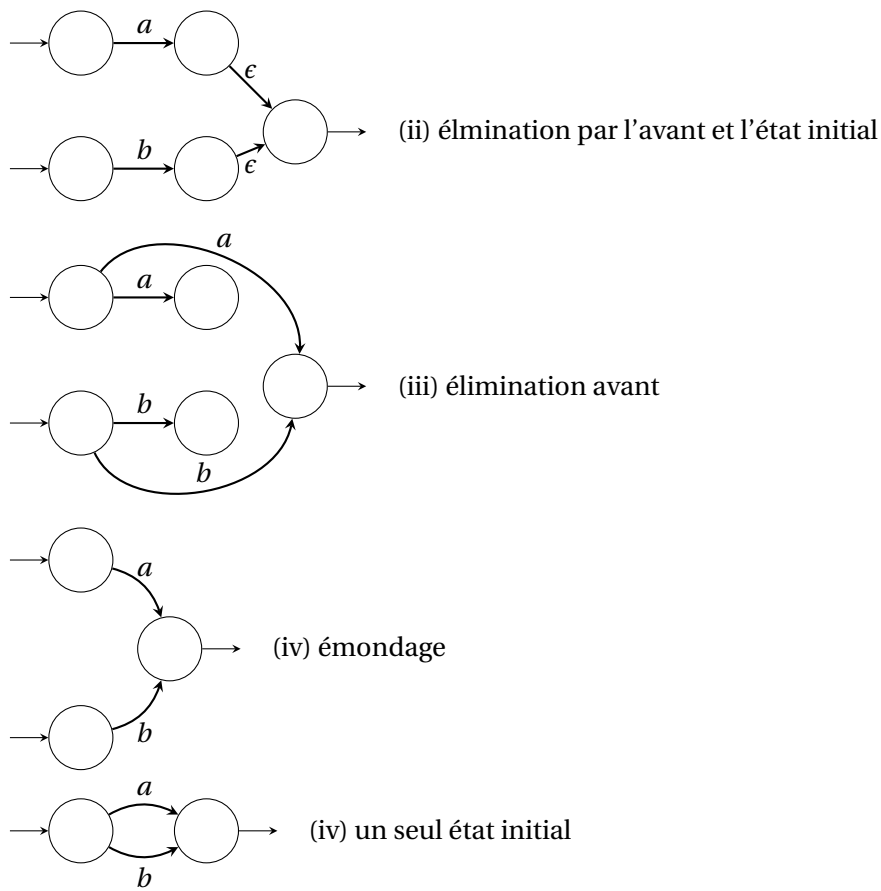 a
ϵ
(ii) élmination par l'avant et l'état initial
b
ϵ
a
a
(iii) élimination avant
b
b
a
(iv) émondage
b
a
(iv) un seul état initial
b